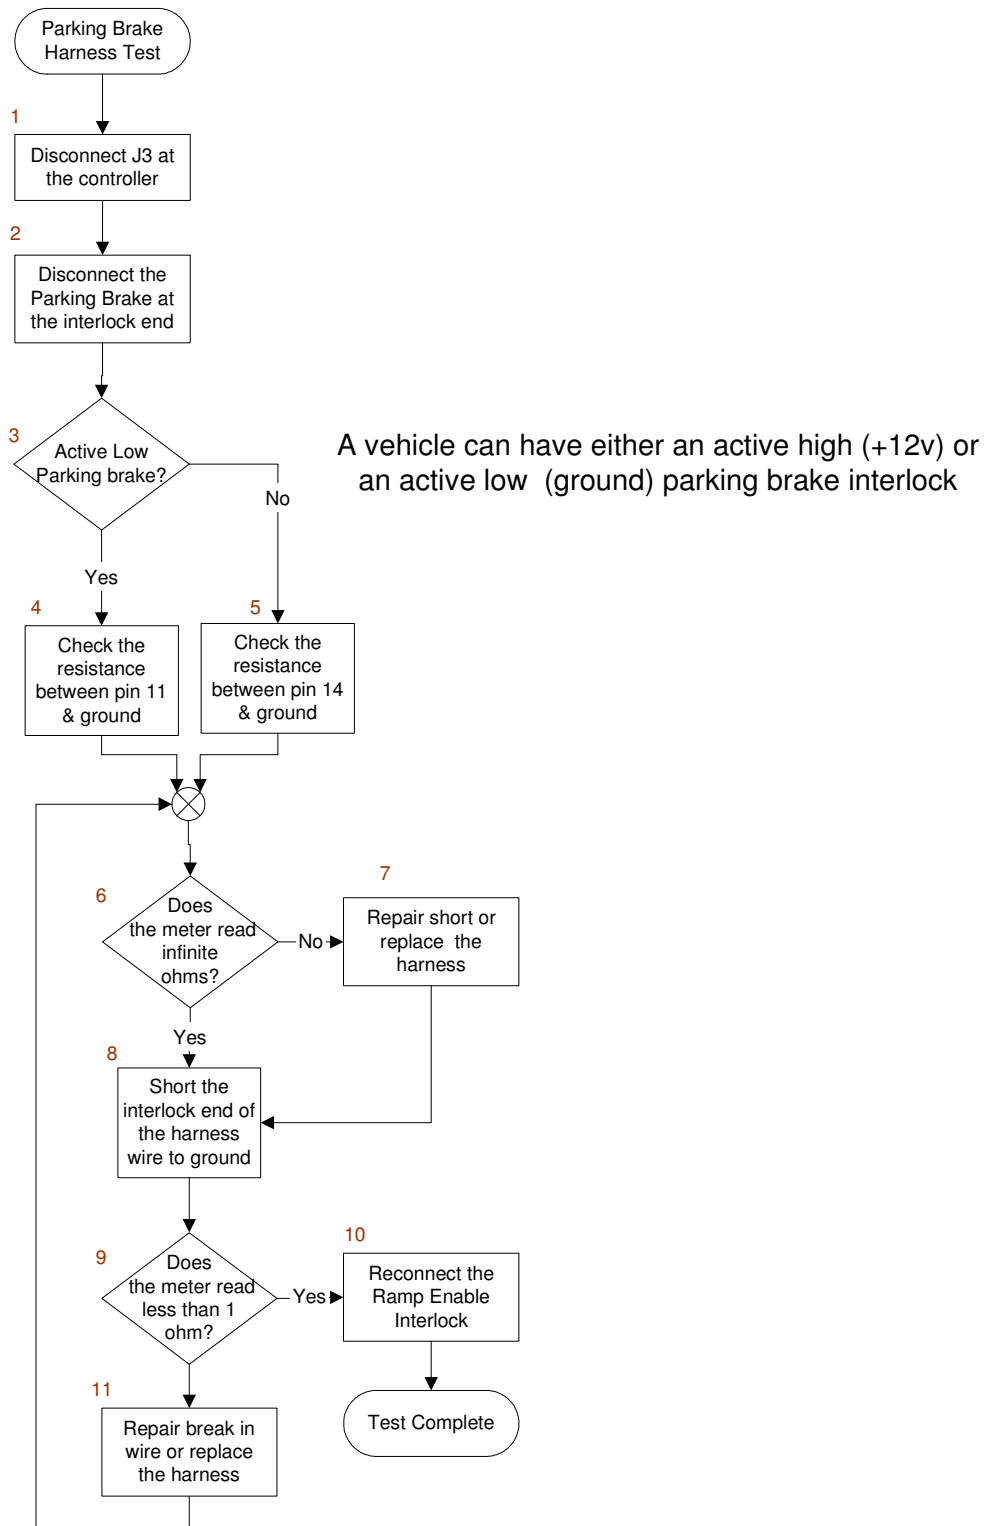 Parking Brake
Harness Test
1
Disconnect J3 at
the controller
2
Disconnect the
Parking Brake at
the interlock end
3
Active Low
Parking brake?
A vehicle can have either an active high (+12v) or
an active low (ground) parking brake interlock
No
Yes
4
Check the
resistance
between pin 11
& ground
5
Check the
resistance
between pin 14
& ground
6
Does
the meter read
infinite
ohms?
No
7
Repair short or
replace the
harness
Yes
8
Short the
interlock end of
the harness
wire to ground
9
Does
the meter read
less than 1
ohm?
Yes
10
Reconnect the
Ramp Enable
Interlock
Test Complete
11
Repair break in
wire or replace
the harness